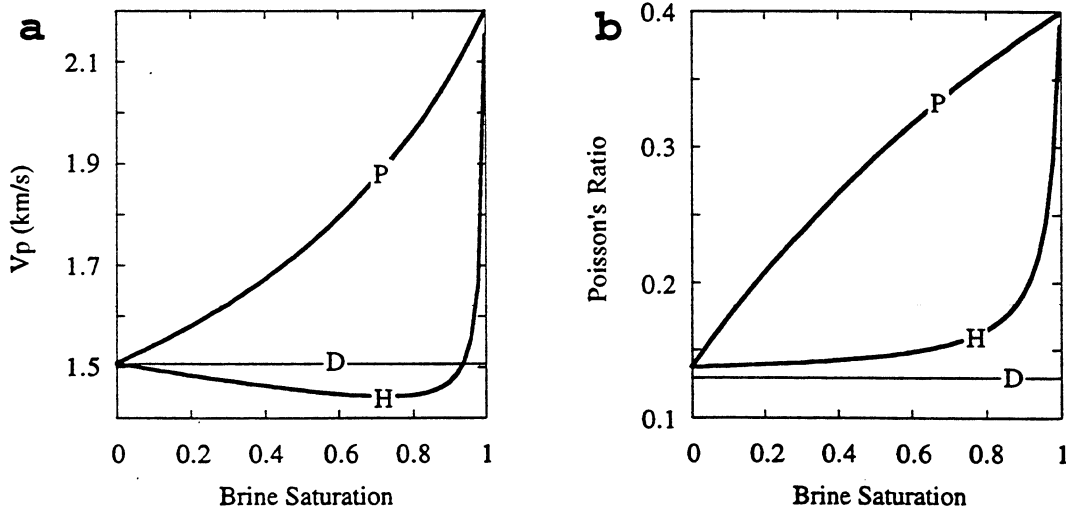 a
Vp (km/s)
2.1
1.9
1.7
1.5
P
D
H
0 0.2 0.4 0.6 0.8 1
Brine Saturation
b
Poisson's Ratio
0.4
0.3
0.2
0.1
P
H
D
0 0.2 0.4 0.6 0.8 1
Brine Saturation